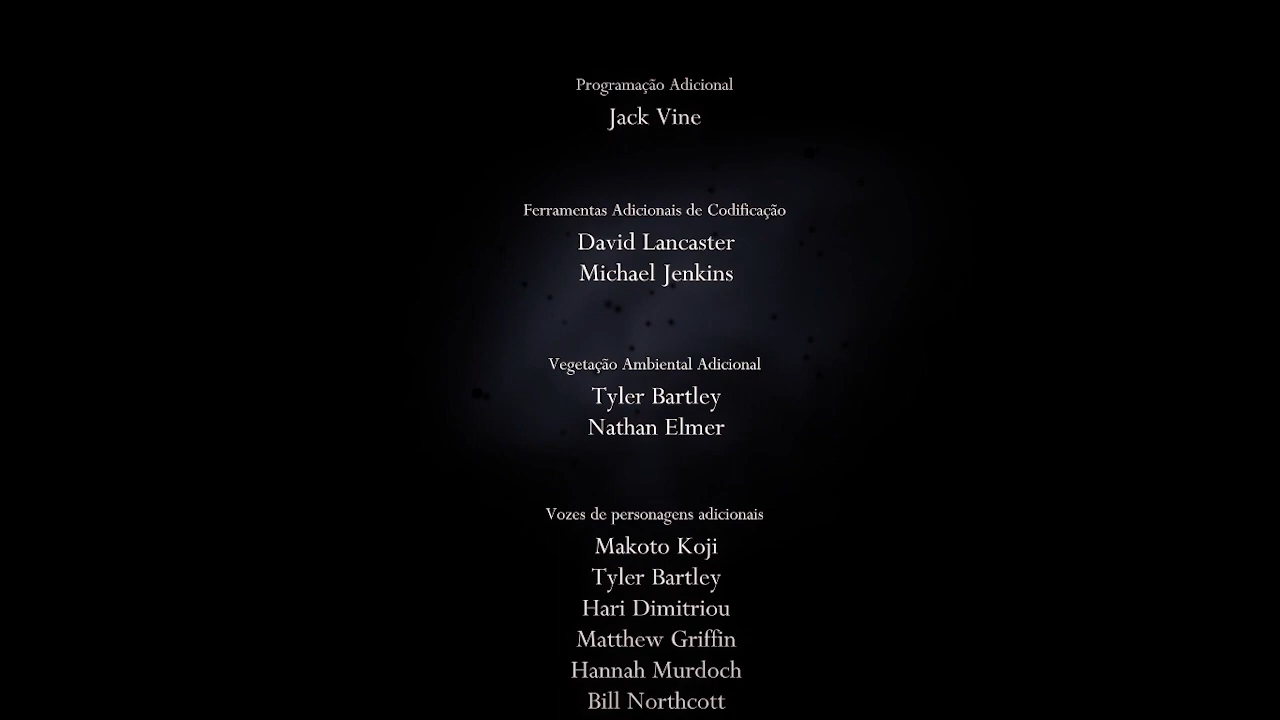 Programação Adicional
Jack Vine
Ferramentas Adicionais de Codificação
David Lancaster
Michael Jenkins
Vegetação Ambiental Adicional
Tyler Bartley
Nathan Elmer
Vozes de personagens adicionais
Makoto Koji
Tyler Bartley
Hari Dimitriou
Matthew Griffin
Hannah Murdoch
Bill Northcott